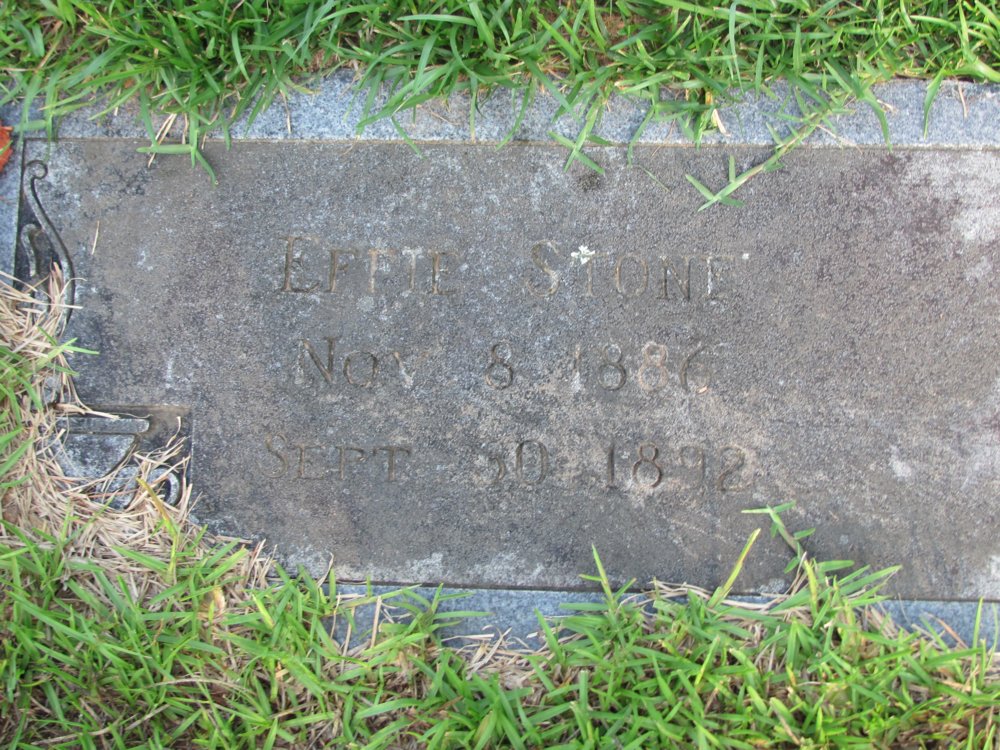 EFFIE STONE
NOV 8 1886
SEPT 30 1892